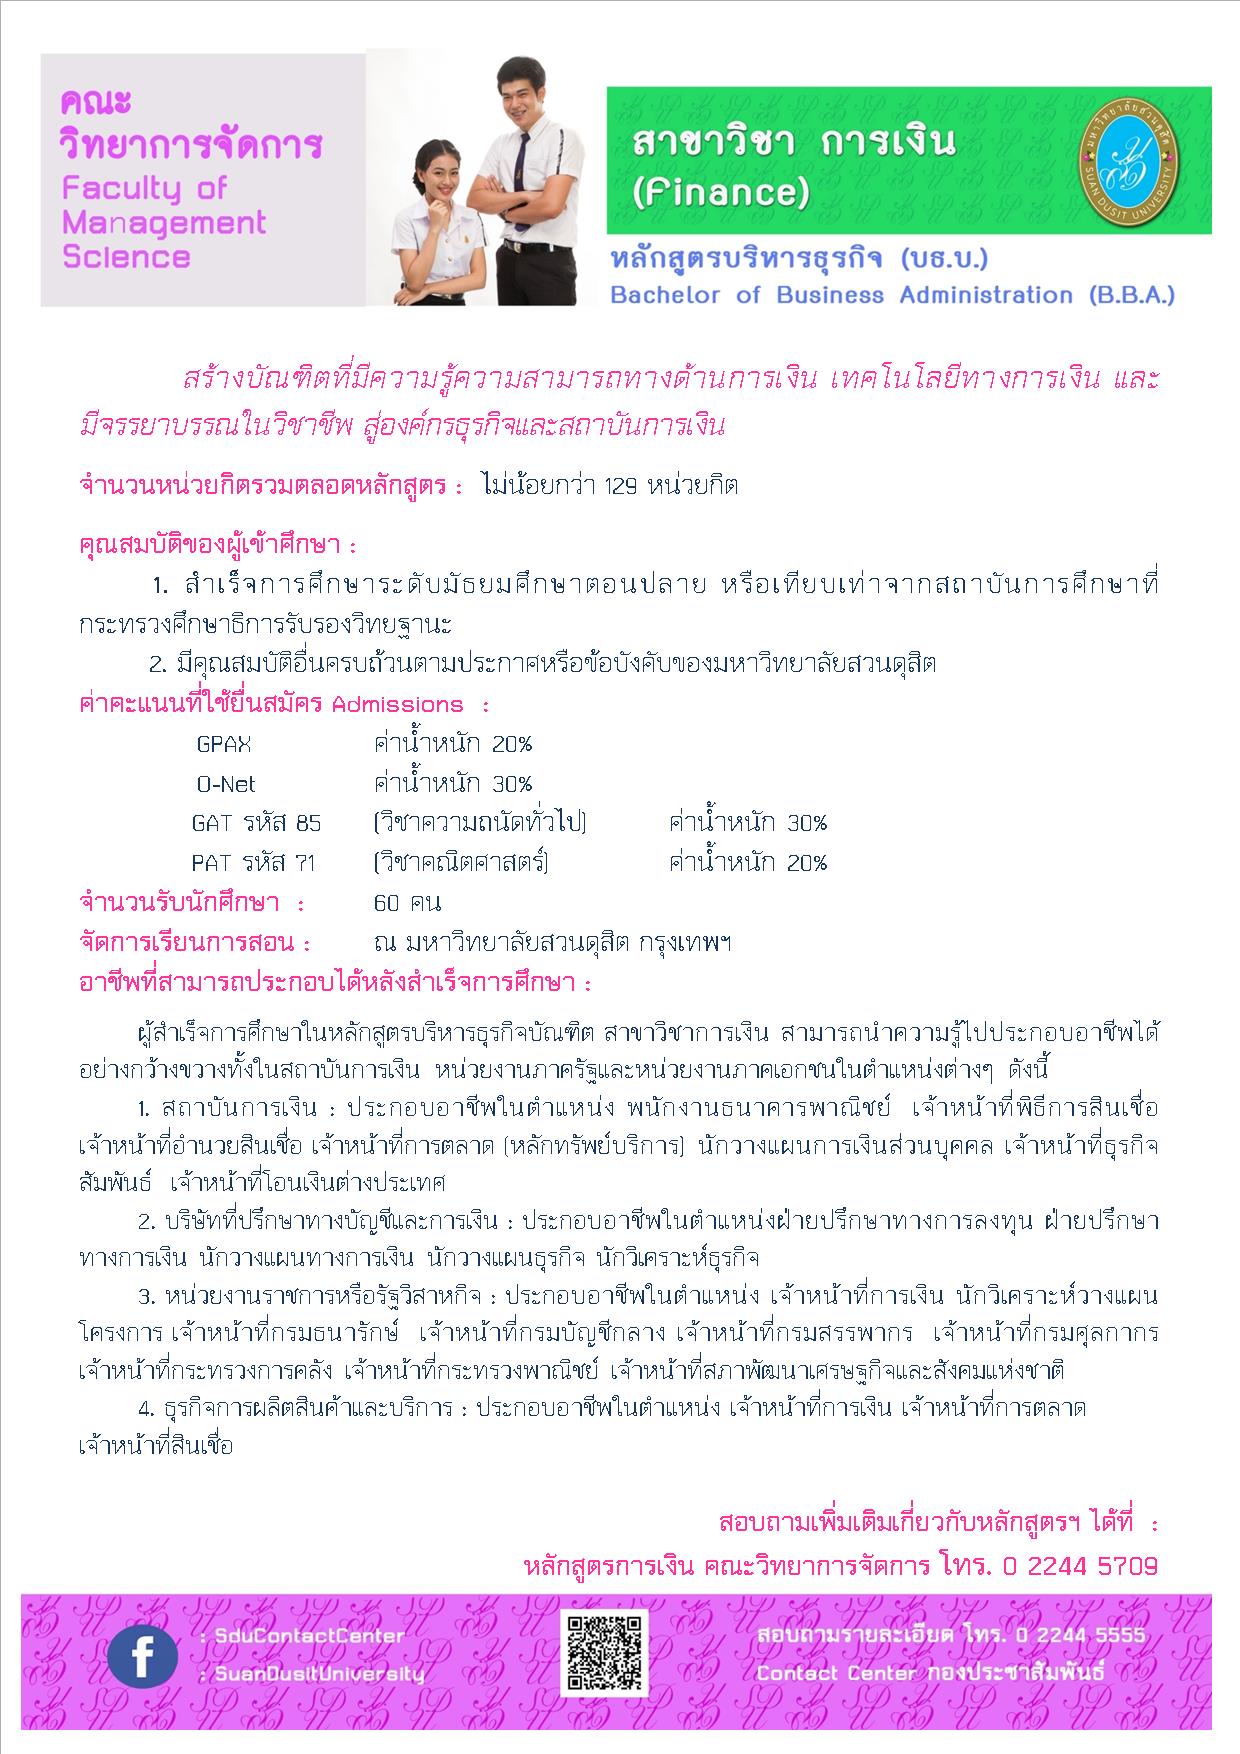 คณะ
วิทยาการจัดการ
Faculty of
Management
Science
สาขาวิชา การเงิน
(Finance)
มหาวิทยาลัยสวนดุสิต
SUAN DUSIT UNIVERSITY
หลักสูตรบริหารธุรกิจ (บธ.บ.)
Bachelor of Business Administration (B.B.A.)
สร้างบัณฑิตที่มีความรู้ความสามารถทางด้านการเงิน เทคโนโลยีทางการเงิน และ
มีจรรยาบรรณในวิชาชีพ สู่องค์กรธุรกิจและสถาบันการเงิน
จำนวนหน่วยกิตรวมตลอดหลักสูตร : ไม่น้อยกว่า 129 หน่วยกิต
คุณสมบัติของผู้เข้าศึกษา :
1. สำเร็จการศึกษาระดับมัธยมศึกษาตอนปลาย หรือเทียบเท่าจากสถาบันการศึกษาที่
กระทรวงศึกษาธิการรับรองวิทยฐานะ
2. มีคุณสมบัติอื่นครบถ้วนตามประกาศหรือข้อบังคับของมหาวิทยาลัยสวนดุสิต
ค่าคะแนนที่ใช้ยื่นสมัคร Admissions :
GPAX ค่าน้ำหนัก 20%
O-Net ค่าน้ำหนัก 30%
GAT รหัส 85 (วิชาความถนัดทั่วไป) ค่าน้ำหนัก 30%
PAT รหัส 71 (วิชาคณิตศาสตร์) ค่าน้ำหนัก 20%
จำนวนรับนักศึกษา : 60 คน
จัดการเรียนการสอน : ณ มหาวิทยาลัยสวนดุสิต กรุงเทพฯ
อาชีพที่สามารถประกอบได้หลังสำเร็จการศึกษา :
ผู้สำเร็จการศึกษาในหลักสูตรบริหารธุรกิจบัณฑิต สาขาวิชาการเงิน สามารถนำความรู้ไปประกอบอาชีพได้
อย่างกว้างขวางทั้งในสถาบันการเงิน หน่วยงานภาครัฐและหน่วยงานภาคเอกชนในตำแหน่งต่างๆ ดังนี้
1. สถาบันการเงิน : ประกอบอาชีพในตำแหน่ง พนักงานธนาคารพาณิชย์ เจ้าหน้าที่พิธีการสินเชื่อ
เจ้าหน้าที่อำนวยสินเชื่อ เจ้าหน้าที่การตลาด (หลักทรัพย์บริการ) นักวางแผนการเงินส่วนบุคคล เจ้าหน้าที่ธุรกิจ
สัมพันธ์ เจ้าหน้าที่โอนเงินต่างประเทศ
2. บริษัทที่ปรึกษาทางบัญชีและการเงิน : ประกอบอาชีพในตำแหน่งฝ่ายปรึกษาทางการลงทุน ฝ่ายปรึกษา
ทางการเงิน นักวางแผนทางการเงิน นักวางแผนธุรกิจ นักวิเคราะห์ธุรกิจ
3. หน่วยงานราชการหรือรัฐวิสาหกิจ : ประกอบอาชีพในตำแหน่ง เจ้าหน้าที่การเงิน นักวิเคราะห์วางแผน
โครงการ เจ้าหน้าที่กรมธนารักษ์ เจ้าหน้าที่กรมบัญชีกลาง เจ้าหน้าที่กรมสรรพากร เจ้าหน้าที่กรมศุลกากร
เจ้าหน้าที่กระทรวงการคลัง เจ้าหน้าที่กระทรวงพาณิชย์ เจ้าหน้าที่สภาพัฒนาเศรษฐกิจและสังคมแห่งชาติ
4. ธุรกิจการผลิตสินค้าและบริการ : ประกอบอาชีพในตำแหน่ง เจ้าหน้าที่การเงิน เจ้าหน้าที่การตลาด
เจ้าหน้าที่สินเชื่อ
สอบถามเพิ่มเติมเกี่ยวกับหลักสูตรฯ ได้ที่ :
หลักสูตรการเงิน คณะวิทยาการจัดการ โทร. 0 2244 5709
f : SduContactCenter
: SuanDusitUniversity
สอบถามรายละเอียด โทร. 0 2244 5555
Contact Center กองประชาสัมพันธ์